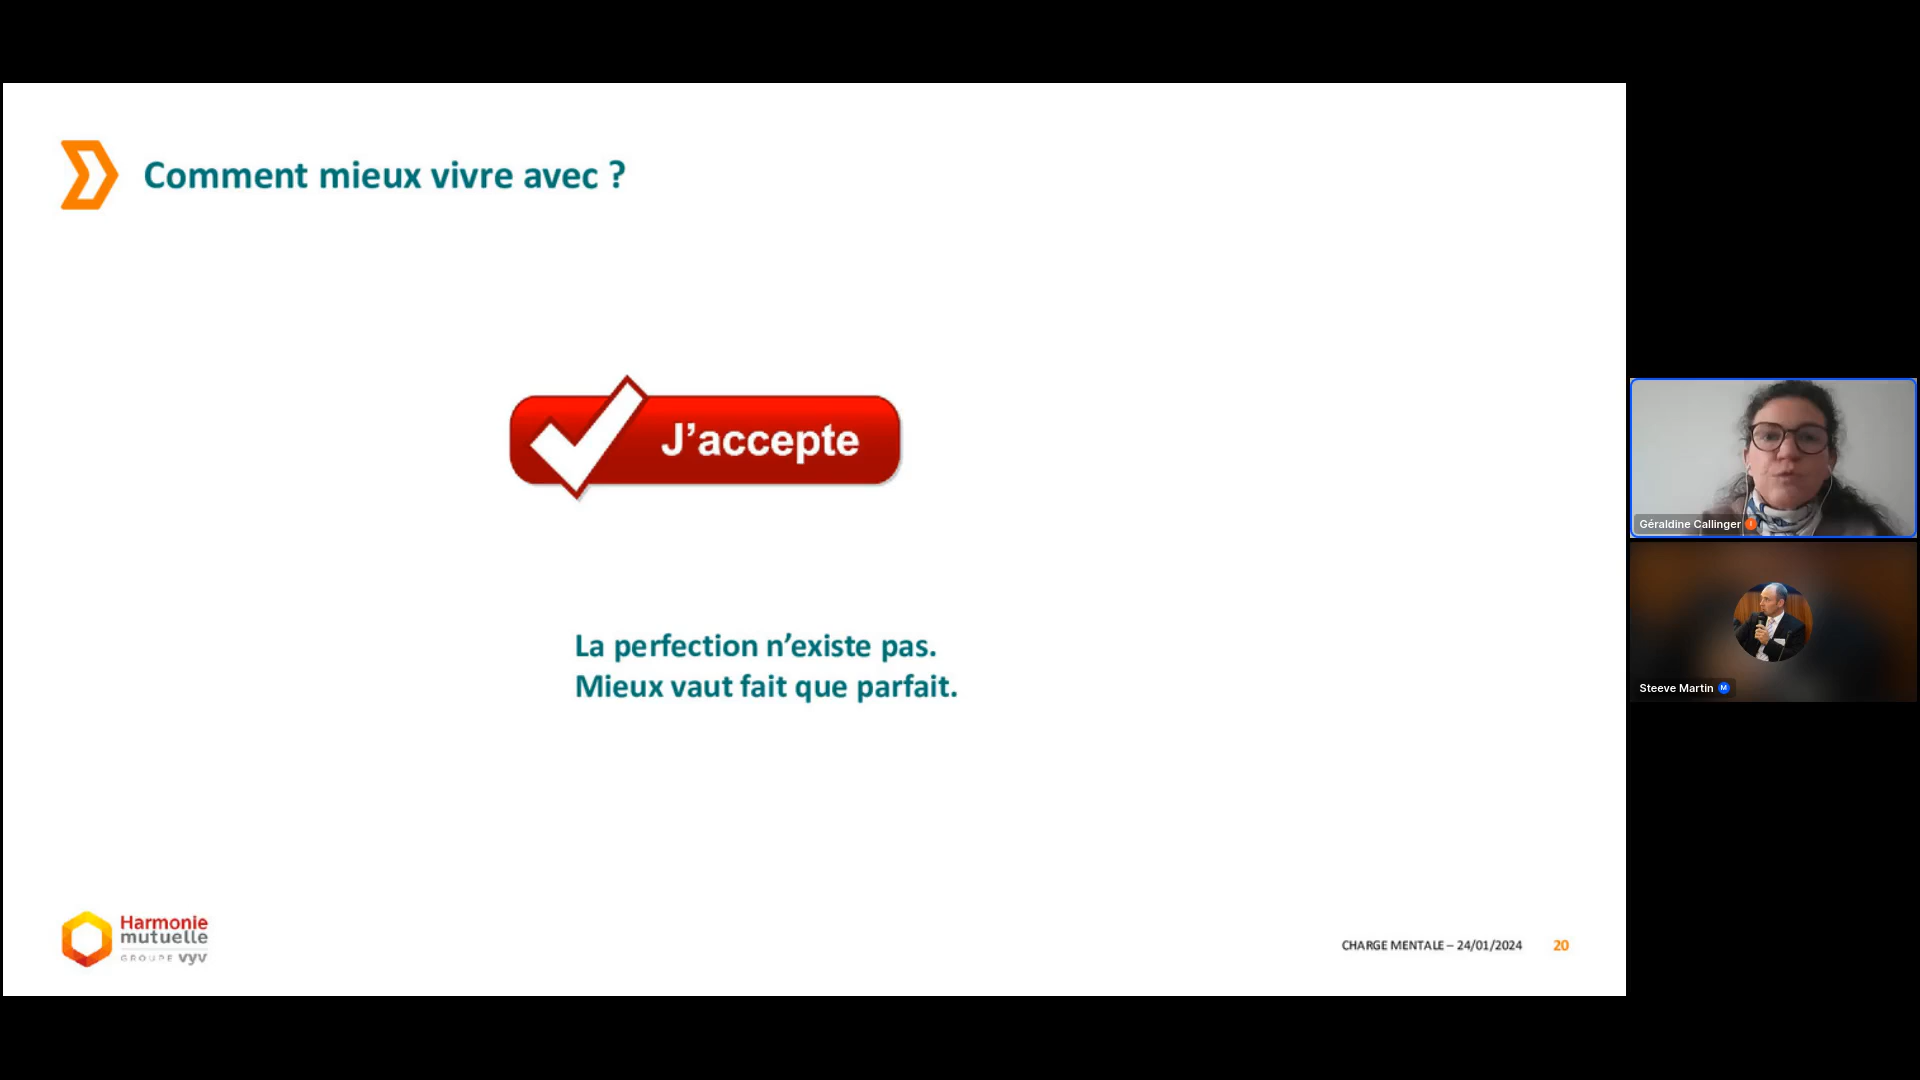 Comment mieux vivre avec ?
J’accepte
La perfection n’existe pas.
Mieux vaut fait que parfait.
Harmonie
mutuelle
GROUPE vyv
CHARGE MENTALE – 24/01/2024 20
Géraldine Callinger
Steeve Martin M